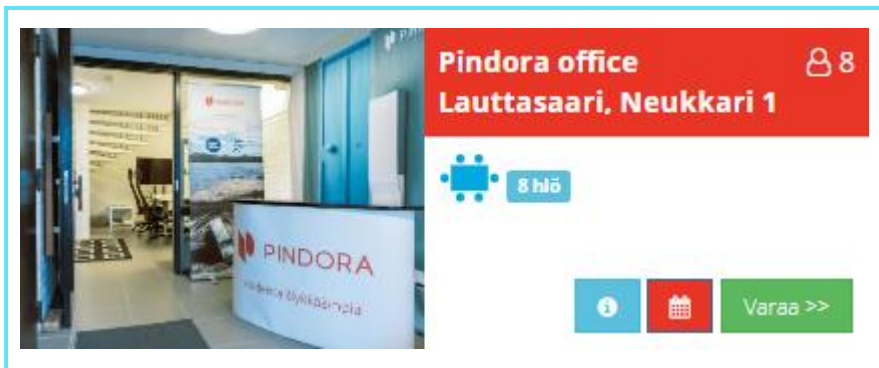 Pindora office
Lauttasaari, Neukkari 1
8
8 hlö
PINDORA
Varaa >>